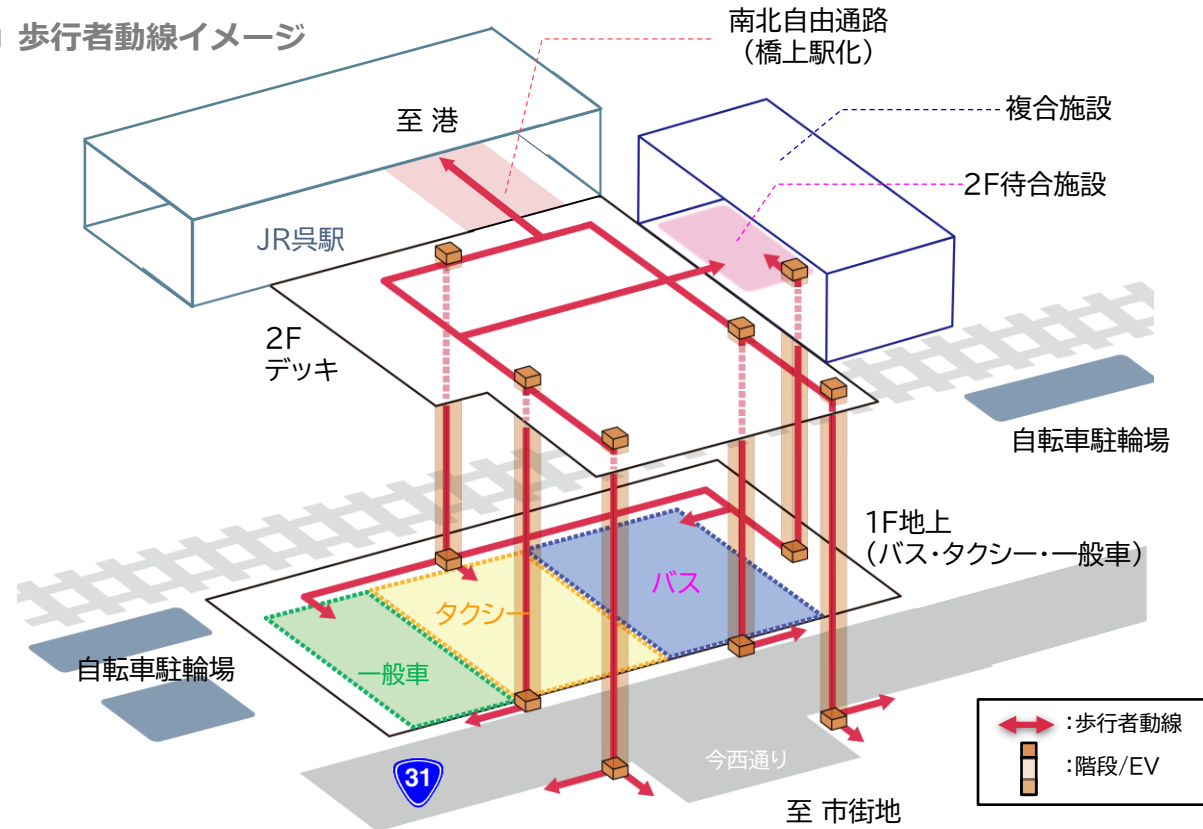 歩行者動線イメージ
南北自由通路
（橋上駅化）
至 港
複合施設
2F待合施設
JR呉駅
2F
デッキ
自転車駐輪場
1F地上
（バス・タクシー・一般車）
バス
タクシー
一般車
自転車駐輪場
31
今西通り
至 市街地
：歩行者動線
：階段/EV